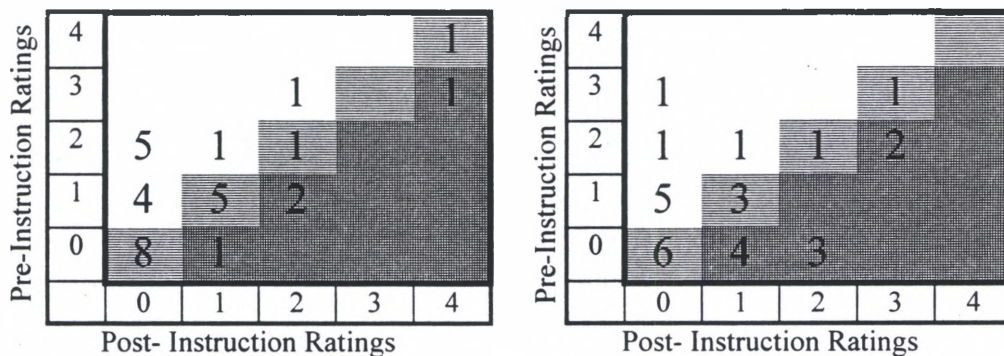 Pre-Instruction Ratings
4 1
3 1 1
2 5 1 1
1 4 5 2
0 8 1
0 1 2 3 4
Post- Instruction Ratings
Pre-Instruction Ratings
4
3 1 1
2 1 1 1 2
1 5 3
0 6 4 3
0 1 2 3 4
Post- Instruction Ratings